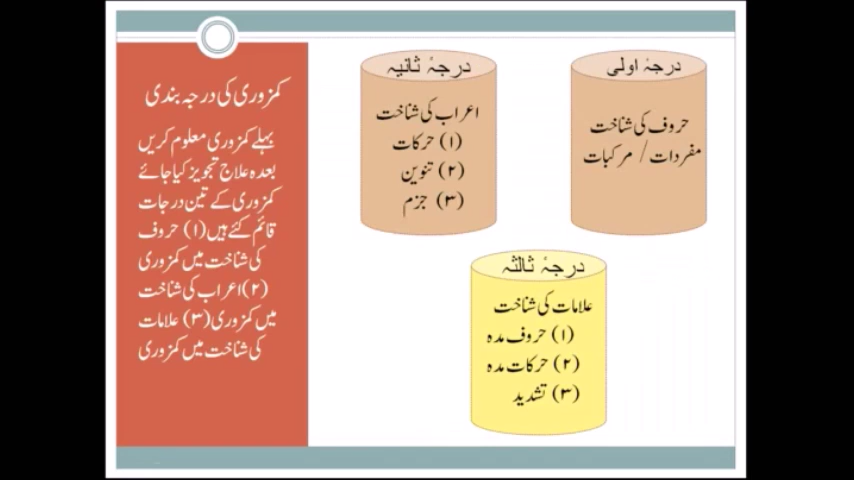 کمزوری کی درجہ بندی
پہلے کمزوری معلوم کریں
بعدہ علاج تجویز کیا جائے
کمزوری کے تین درجات
قائم کئے ہیں (۱) حروف
کی شناخت میں کمزوری
(۲) اعراب کی شناخت
میں کمزوری (۳) علامات
کی شناخت میں کمزوری
درجۂ اولی
حروف کی شناخت
مفردات / مرکبات
درجۂ ثانیہ
اعراب کی شناخت
(۱) حرکات
(۲) تنوین
(۳) جزم
درجۂ ثالثہ
علامات کی شناخت
(۱) حروف مدہ
(۲) حرکات مدہ
(۳) تشدید